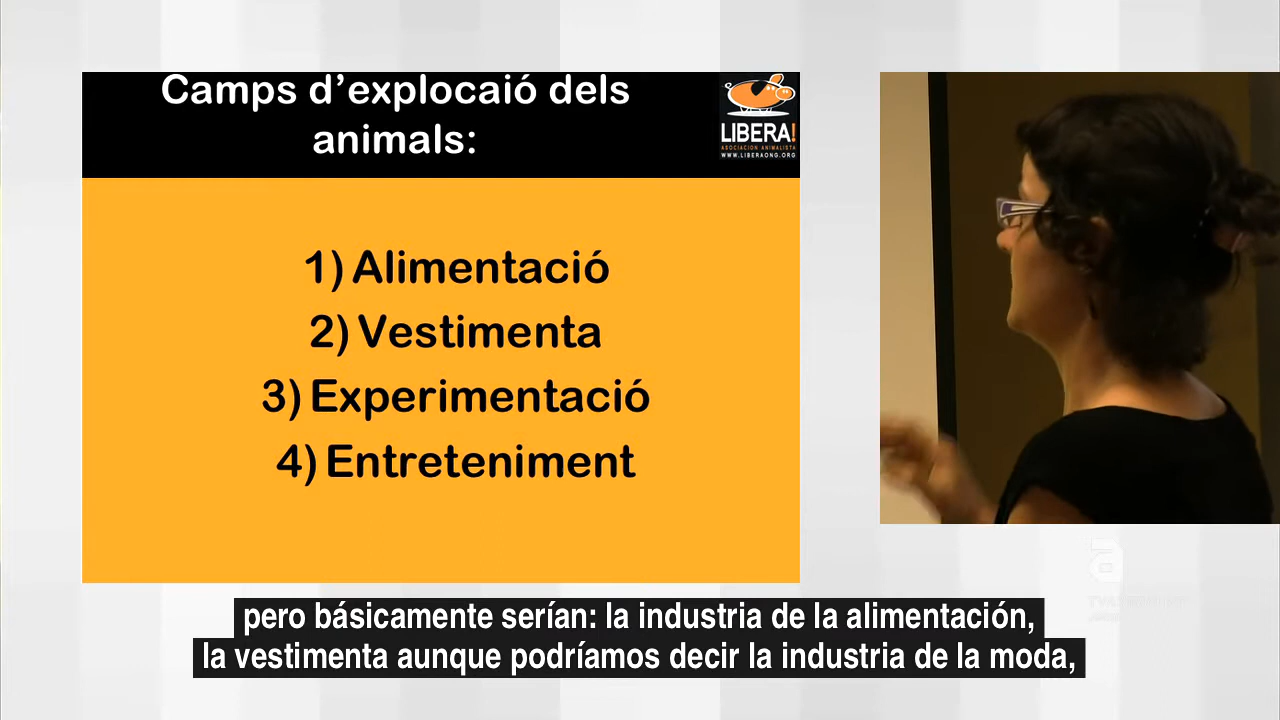 Camps d’explocaió dels
animals:
LIBERA!
ASOCIACION ANIMALISTA
WWW.LIBERAONG.ORG
1) Alimentació
2) Vestimenta
3) Experimentació
4) Entreteniment
pero básicamente serían: la industria de la alimentación,
la vestimenta aunque podríamos decir la industria de la moda,